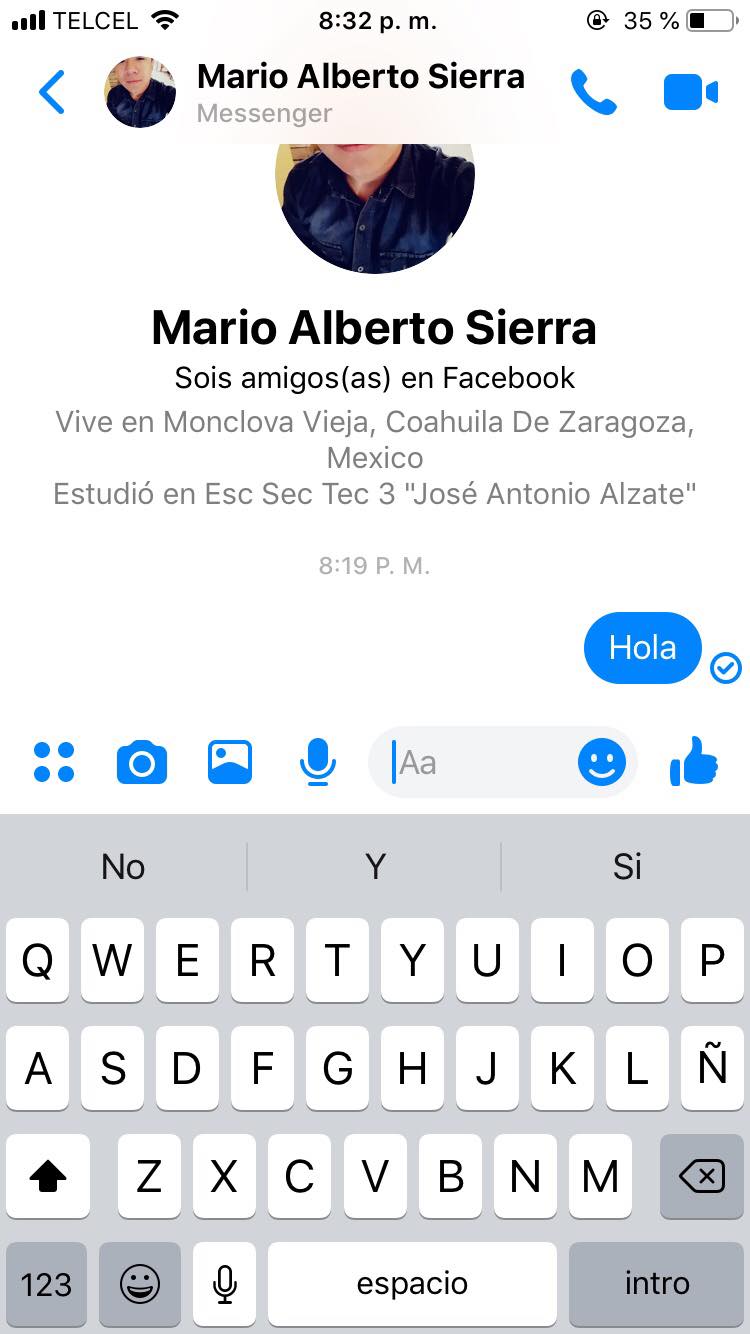 TELCEL 8:32 p. m. 35 %
Mario Alberto Sierra
Messenger
Mario Alberto Sierra
Sois amigos(as) en Facebook
Vive en Monclova Vieja, Coahuila De Zaragoza,
Mexico
Estudió en Esc Sec Tec 3 "José Antonio Alzate"
8:19 P. M.
Hola
Aa
No Y Si
Q W E R T Y U I O P
A S D F G H J K L Ñ
Z X C V B N M
123 espacio intro